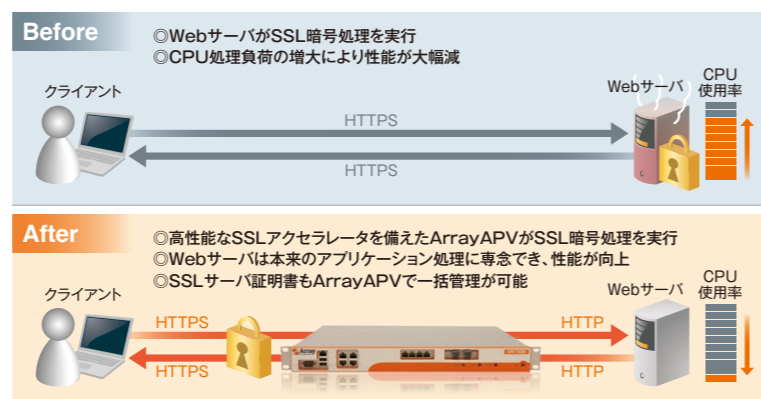 Before
◎WebサーバがSSL暗号処理を実行
◎CPU処理負荷の増大により性能が大幅減
クライアント
Webサーバ
CPU
使用率
HTTPS
HTTPS
After
◎高性能なSSLアクセラレータを備えたArrayAPVがSSL暗号処理を実行
◎Webサーバは本来のアプリケーション処理に専念でき、性能が向上
◎SSLサーバ証明書もArrayAPVで一括管理が可能
クライアント
Webサーバ
CPU
使用率
HTTPS
HTTP
Array
HTTPS
HTTP